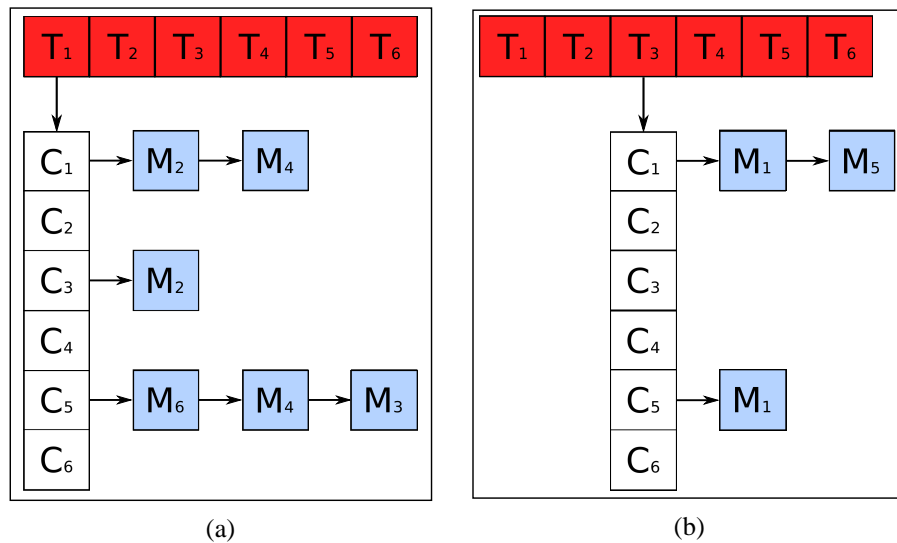 T₁ T₂ T₃ T₄ T₅ T₆
C₁ M₂ M₄
C₂
C₃ M₂
C₄
C₅ M₆ M₄ M₃
C₆
(a)
T₁ T₂ T₃ T₄ T₅ T₆
C₁ M₁ M₅
C₂
C₃
C₄
C₅ M₁
C₆
(b)